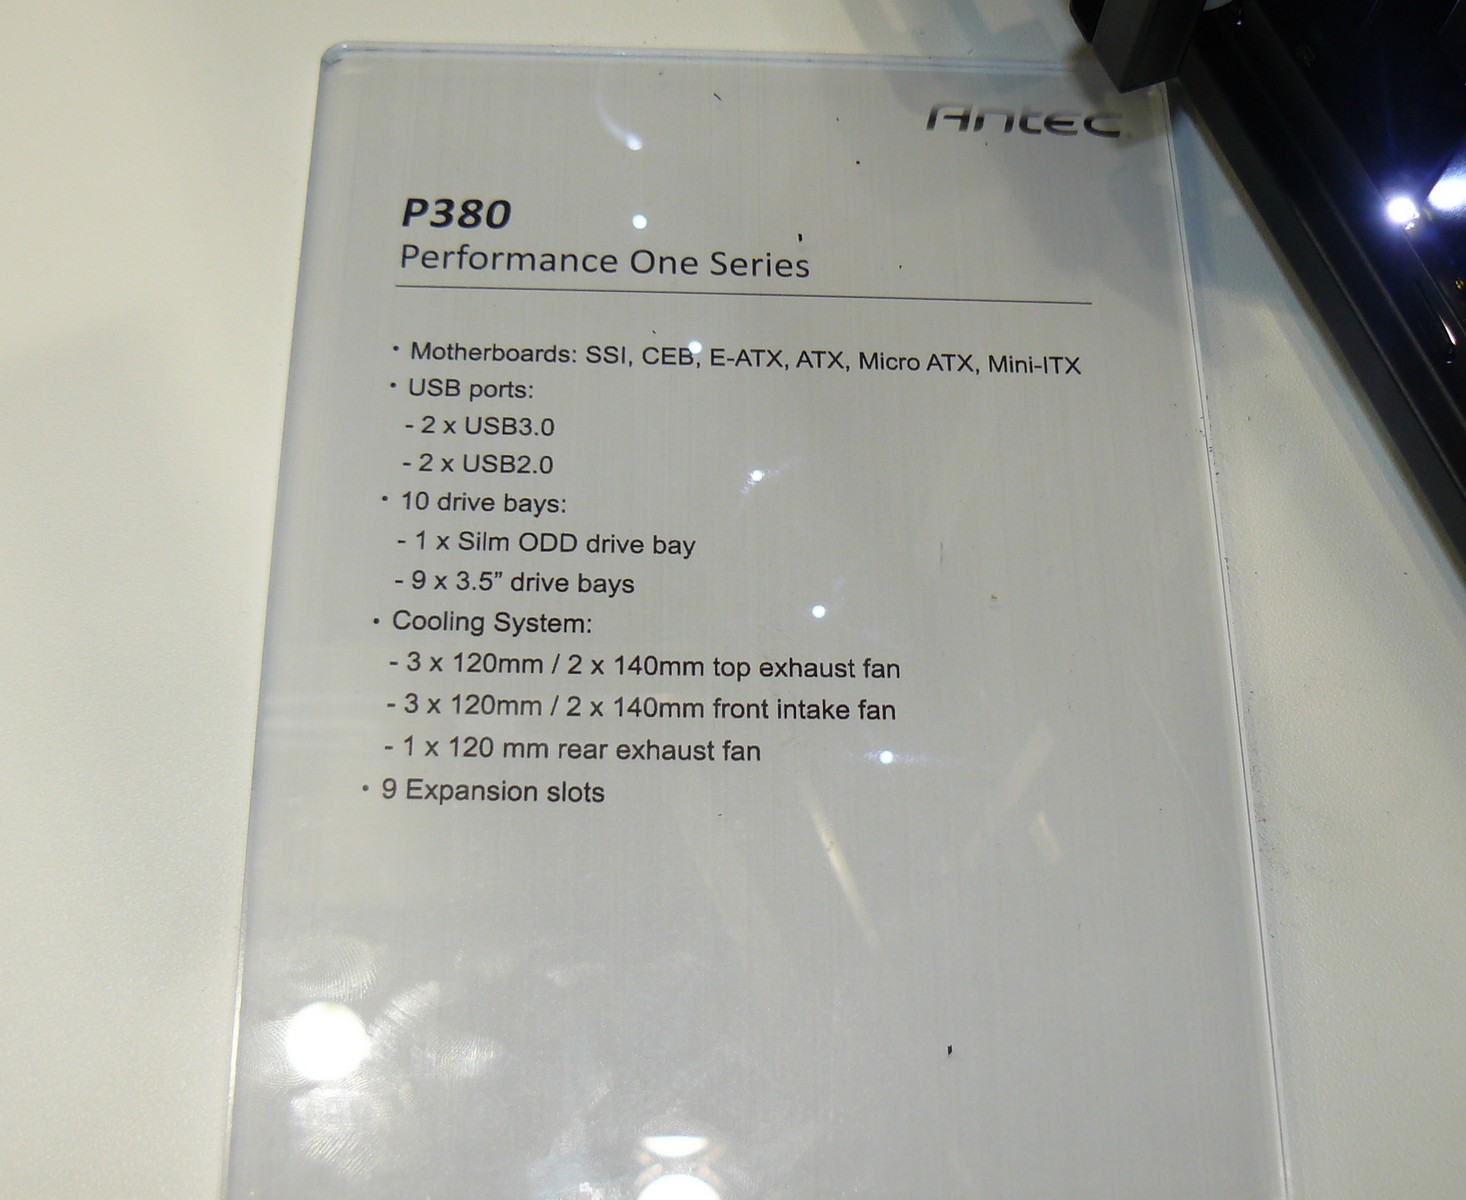 Antec
P380
Performance One Series
· Motherboards: SSI, CEB, E-ATX, ATX, Micro ATX, Mini-ITX
· USB ports:
- 2 x USB3.0
- 2 x USB2.0
· 10 drive bays:
- 1 x Silm ODD drive bay
- 9 x 3.5” drive bays
· Cooling System:
- 3 x 120mm / 2 x 140mm top exhaust fan
- 3 x 120mm / 2 x 140mm front intake fan
- 1 x 120 mm rear exhaust fan
· 9 Expansion slots